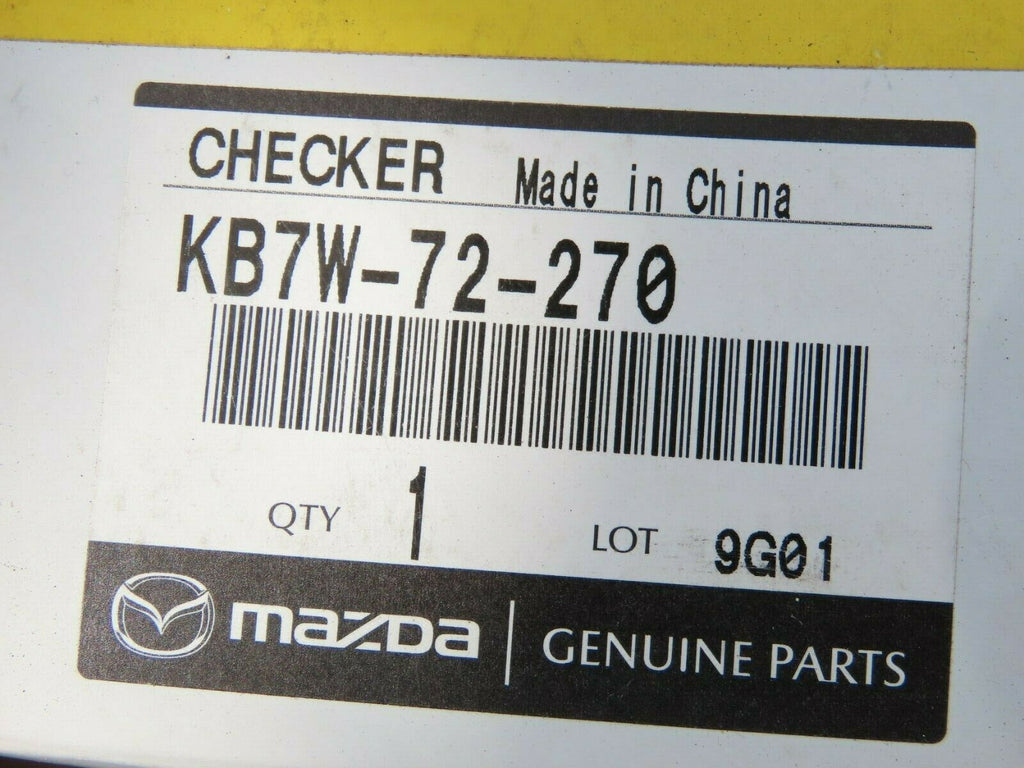 CHECKER Made in China
KB7W-72-270
QTY 1 LOT 9G01
mazda | GENUINE PARTS